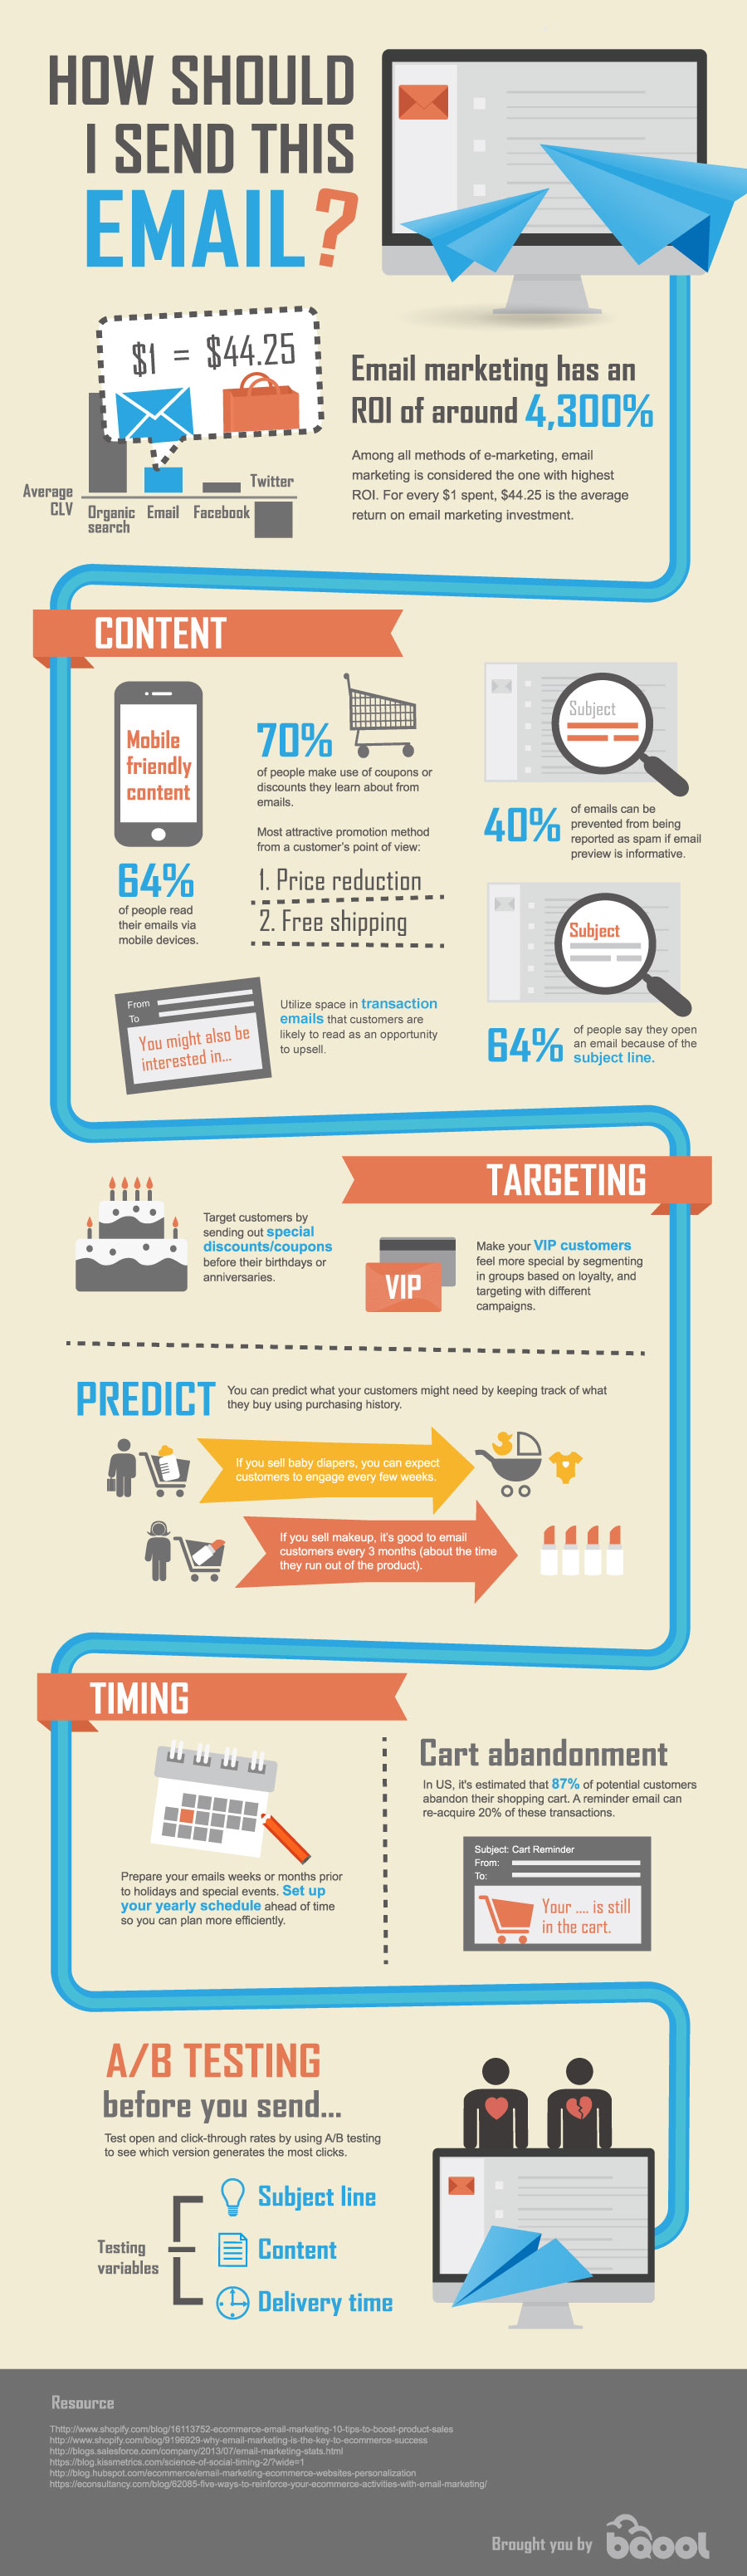 HOW SHOULD
I SEND THIS
EMAIL?
$1 = $44.25
Average
CLV
Organic
search
Email
Facebook
Twitter
Email marketing has an
ROI of around 4,300%
Among all methods of e-marketing, email
marketing is considered the one with highest
ROI. For every $1 spent, $44.25 is the average
return on email marketing investment.
CONTENT
Mobile
friendly
content
64%
of people read
their emails via
mobile devices.
70%
of people make use of coupons or
discounts they learn about from
emails.
Most attractive promotion method
from a customer's point of view:
1. Price reduction
2. Free shipping
Subject
40%
of emails can be
prevented from being
reported as spam if email
preview is informative.
Subject
64%
of people say they open
an email because of the
subject line.
From
To
You might also be
interested in...
Utilize space in transaction
emails that customers are
likely to read as an opportunity
to upsell.
TARGETING
Target customers by
sending out special
discounts/coupons
before their birthdays or
anniversaries.
VIP
Make your VIP customers
feel more special by segmenting
in groups based on loyalty, and
targeting with different
campaigns.
PREDICT
You can predict what your customers might need by keeping track of what
they buy using purchasing history.
If you sell baby diapers, you can expect
customers to engage every few weeks.
If you sell makeup, it's good to email
customers every 3 months (about the time
they run out of the product).
TIMING
Prepare your emails weeks or months prior
to holidays and special events. Set up
your yearly schedule ahead of time
so you can plan more efficiently.
Cart abandonment
In US, it's estimated that 87% of potential customers
abandon their shopping cart. A reminder email can
re-acquire 20% of these transactions.
Subject: Cart Reminder
From:
To:
Your .... is still
in the cart.
A/B TESTING
before you send...
Test open and click-through rates by using A/B testing
to see which version generates the most clicks.
Testing
variables
Subject line
Content
Delivery time
Resource
Thttp://www.shopify.com/blog/16113752-ecommerce-email-marketing-10-tips-to-boost-product-sales
http://www.shopify.com/blog/9196929-why-email-marketing-is-the-key-to-ecommerce-success
http://blogs.salesforce.com/company/2013/07/email-marketing-stats.html
https://blog.kissmetrics.com/science-of-social-timing-2/?wide=1
http://blog.hubspot.com/ecommerce/email-marketing-ecommerce-websites-personalization
https://econsultancy.com/blog/62085-five-ways-to-reinforce-your-ecommerce-activities-with-email-marketing/
Brought you by baool